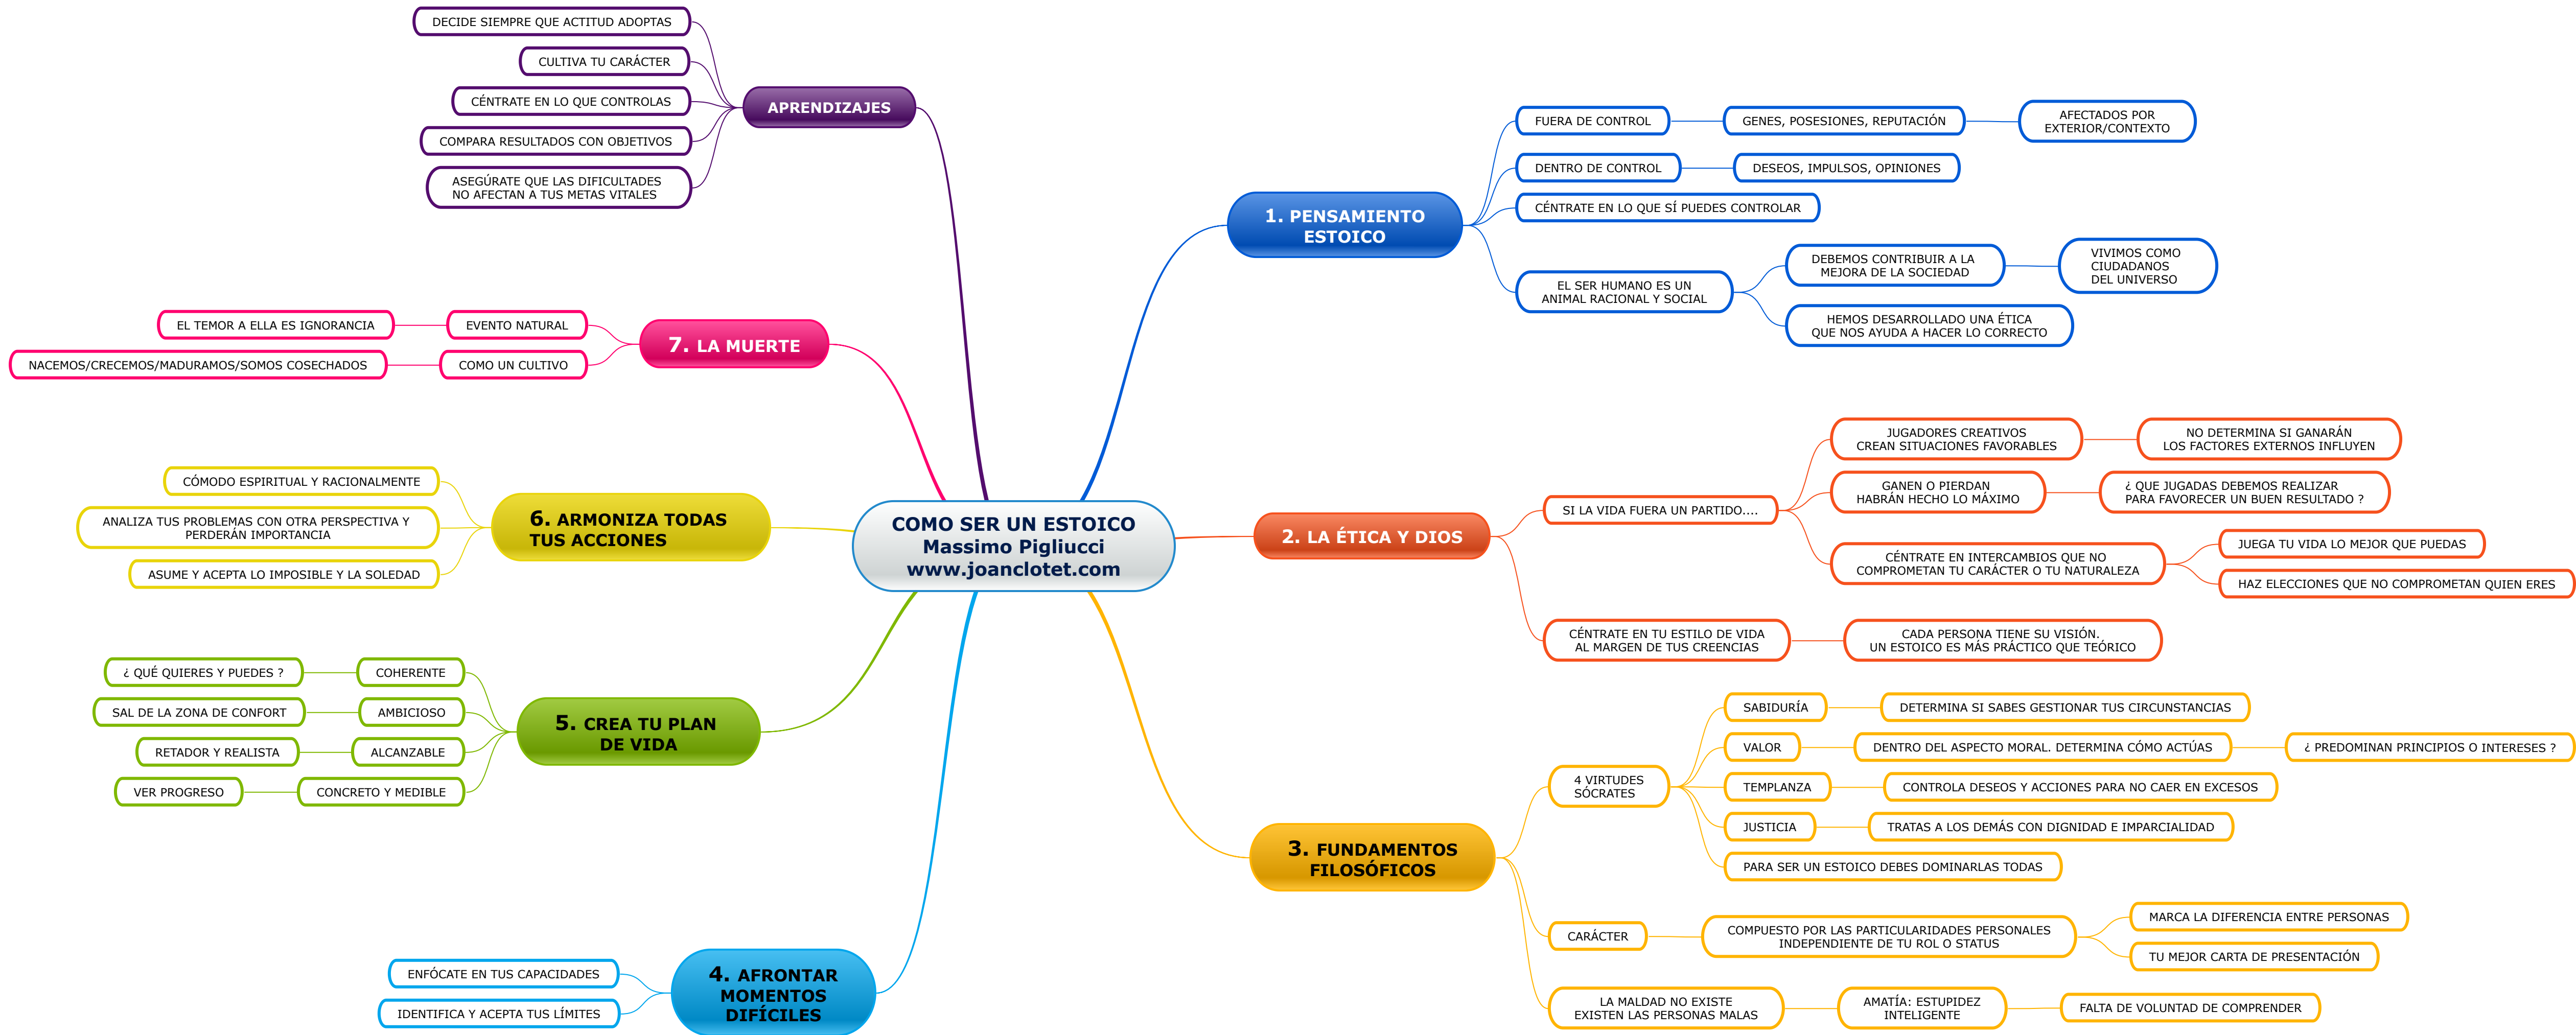 COMO SER UN ESTOICO
Massimo Pigliucci
www.joanclotet.com
1. PENSAMIENTO
ESTOICO
FUERA DE CONTROL
GENES, POSESIONES, REPUTACIÓN
AFECTADOS POR
EXTERIOR/CONTEXTO
DENTRO DE CONTROL
DESEOS, IMPULSOS, OPINIONES
CÉNTRATE EN LO QUE SÍ PUEDES CONTROLAR
EL SER HUMANO ES UN
ANIMAL RACIONAL Y SOCIAL
DEBEMOS CONTRIBUIR A LA
MEJORA DE LA SOCIEDAD
VIVIMOS COMO
CIUDADANOS
DEL UNIVERSO
HEMOS DESARROLLADO UNA ÉTICA
QUE NOS AYUDA A HACER LO CORRECTO
2. LA ÉTICA Y DIOS
SI LA VIDA FUERA UN PARTIDO....
JUGADORES CREATIVOS
CREAN SITUACIONES FAVORABLES
NO DETERMINA SI GANARÁN
LOS FACTORES EXTERNOS INFLUYEN
GANEN O PIERDAN
HABRÁN HECHO LO MÁXIMO
¿ QUE JUGADAS DEBEMOS REALIZAR
PARA FAVORECER UN BUEN RESULTADO ?
CÉNTRATE EN INTERCAMBIOS QUE NO
COMPROMETAN TU CARÁCTER O TU NATURALEZA
JUEGA TU VIDA LO MEJOR QUE PUEDAS
HAZ ELECCIONES QUE NO COMPROMETAN QUIEN ERES
CÉNTRATE EN TU ESTILO DE VIDA
AL MARGEN DE TUS CREENCIAS
CADA PERSONA TIENE SU VISIÓN.
UN ESTOICO ES MÁS PRÁCTICO QUE TEÓRICO
3. FUNDAMENTOS
FILOSÓFICOS
4 VIRTUDES
SÓCRATES
SABIDURÍA
DETERMINA SI SABES GESTIONAR TUS CIRCUNSTANCIAS
VALOR
DENTRO DEL ASPECTO MORAL. DETERMINA CÓMO ACTÚAS
¿ PREDOMINAN PRINCIPIOS O INTERESES ?
TEMPLANZA
CONTROLA DESEOS Y ACCIONES PARA NO CAER EN EXCESOS
JUSTICIA
TRATAS A LOS DEMÁS CON DIGNIDAD E IMPARCIALIDAD
PARA SER UN ESTOICO DEBES DOMINARLAS TODAS
CARÁCTER
COMPUESTO POR LAS PARTICULARIDADES PERSONALES
INDEPENDIENTE DE TU ROL O STATUS
MARCA LA DIFERENCIA ENTRE PERSONAS
TU MEJOR CARTA DE PRESENTACIÓN
LA MALDAD NO EXISTE
EXISTEN LAS PERSONAS MALAS
AMATÍA: ESTUPIDEZ
INTELIGENTE
FALTA DE VOLUNTAD DE COMPRENDER
4. AFRONTAR
MOMENTOS
DIFÍCILES
ENFÓCATE EN TUS CAPACIDADES
IDENTIFICA Y ACEPTA TUS LÍMITES
5. CREA TU PLAN
DE VIDA
COHERENTE
¿ QUÉ QUIERES Y PUEDES ?
AMBICIOSO
SAL DE LA ZONA DE CONFORT
ALCANZABLE
RETADOR Y REALISTA
CONCRETO Y MEDIBLE
VER PROGRESO
6. ARMONIZA TODAS
TUS ACCIONES
CÓMODO ESPIRITUAL Y RACIONALMENTE
ANALIZA TUS PROBLEMAS CON OTRA PERSPECTIVA Y
PERDERÁN IMPORTANCIA
ASUME Y ACEPTA LO IMPOSIBLE Y LA SOLEDAD
7. LA MUERTE
EVENTO NATURAL
EL TEMOR A ELLA ES IGNORANCIA
COMO UN CULTIVO
NACEMOS/CRECEMOS/MADURAMOS/SOMOS COSECHADOS
APRENDIZAJES
DECIDE SIEMPRE QUE ACTITUD ADOPTAS
CULTIVA TU CARÁCTER
CÉNTRATE EN LO QUE CONTROLAS
COMPARA RESULTADOS CON OBJETIVOS
ASEGÚRATE QUE LAS DIFICULTADES
NO AFECTAN A TUS METAS VITALES